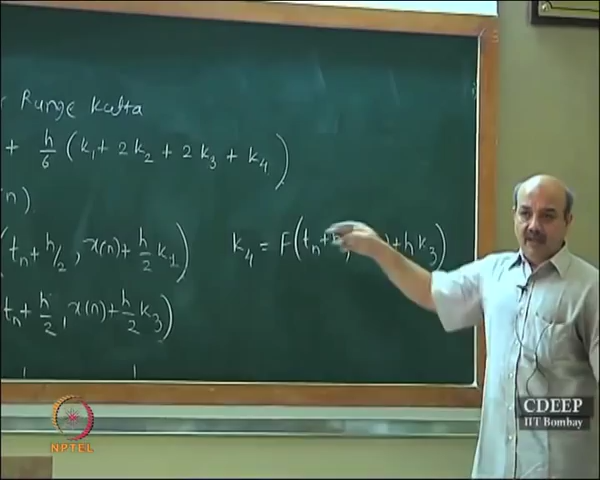 Runge Kutta
+ h/6 (k₁ + 2k₂ + 2k₃ + k₄)
n)
(tₙ + h/2, x(n) + h/2 k₁)
k₄ = F(tₙ + h, + h k₃)
tₙ + h/2, x(n) + h/2 k₃)
CDEEP
IIT Bombay
NPTEL